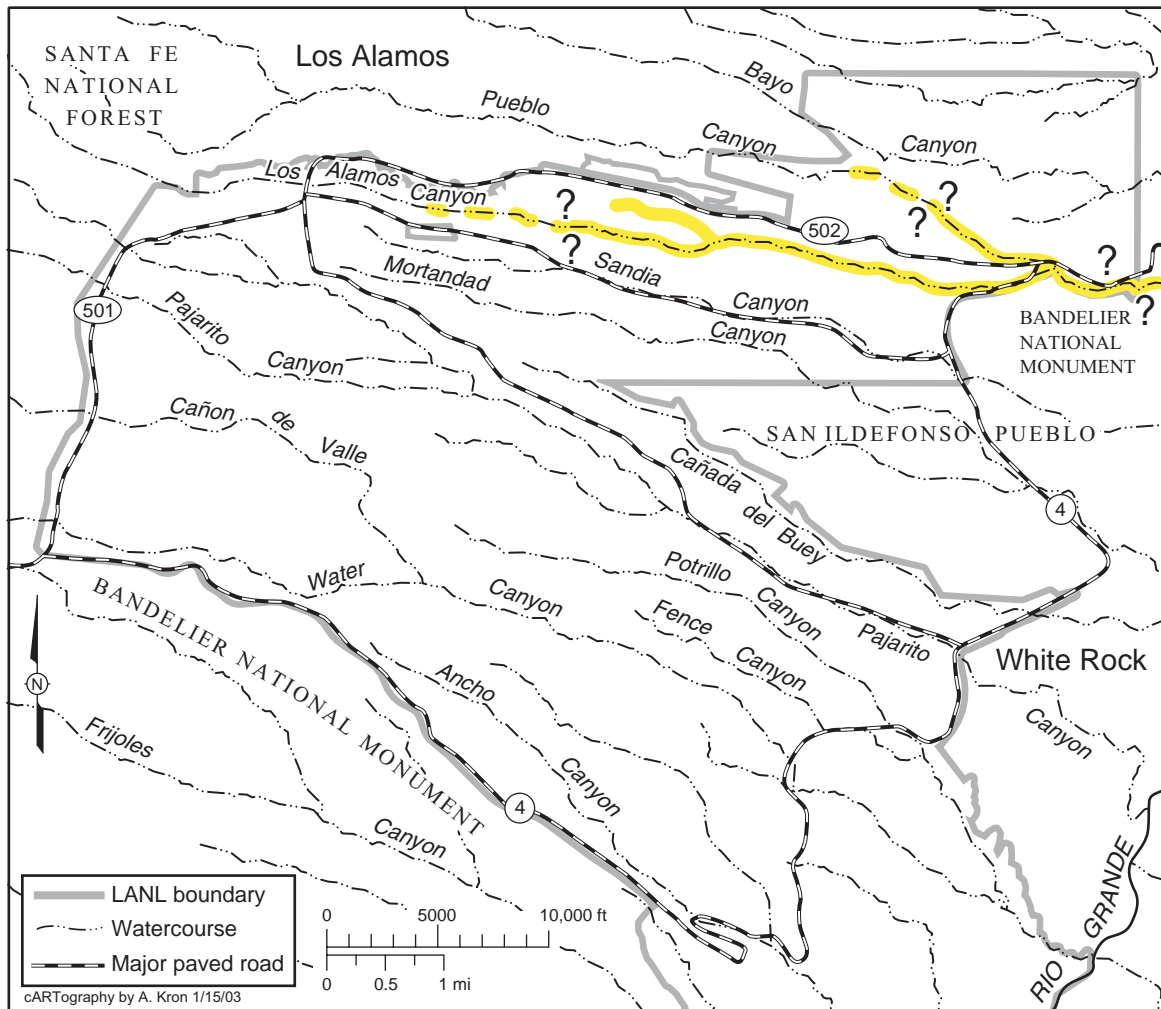 SANTA FE
NATIONAL
FOREST
Los Alamos
Bayo
Canyon
Pueblo
Canyon
Los Alamos
Canyon
?
?
?
?
?
?
502
Sandia
Canyon
Mortandad
Canyon
501
Pajarito
Canyon
BANDELIER
NATIONAL
MONUMENT
Cañon de Valle
SAN ILDEFONSO PUEBLO
Cañada
del Buey
4
Potrillo
Canyon
Water
Canyon
Fence
Canyon
Pajarito
White Rock
Canyon
BANDELIER NATIONAL MONUMENT
Ancho
Canyon
N
Frijoles
Canyon
4
RIO GRANDE
LANL boundary
Watercourse
Major paved road
cARTography by A. Kron 1/15/03
0 5000 10,000 ft
0 0.5 1 mi